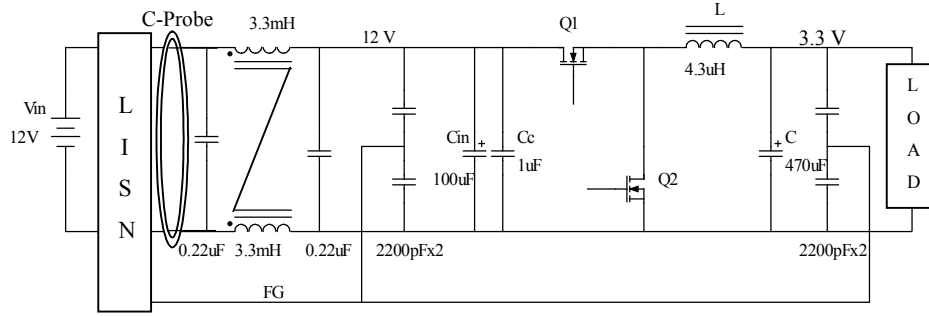 C-Probe
3.3mH
12 V
Q1
L
4.3uH
3.3 V
Vin
12V
L
I
S
N
L
O
A
D
Cin
+
100uF
Cc
1uF
Q2
+
C
470uF
0.22uF
3.3mH
0.22uF
2200pFx2
2200pFx2
FG